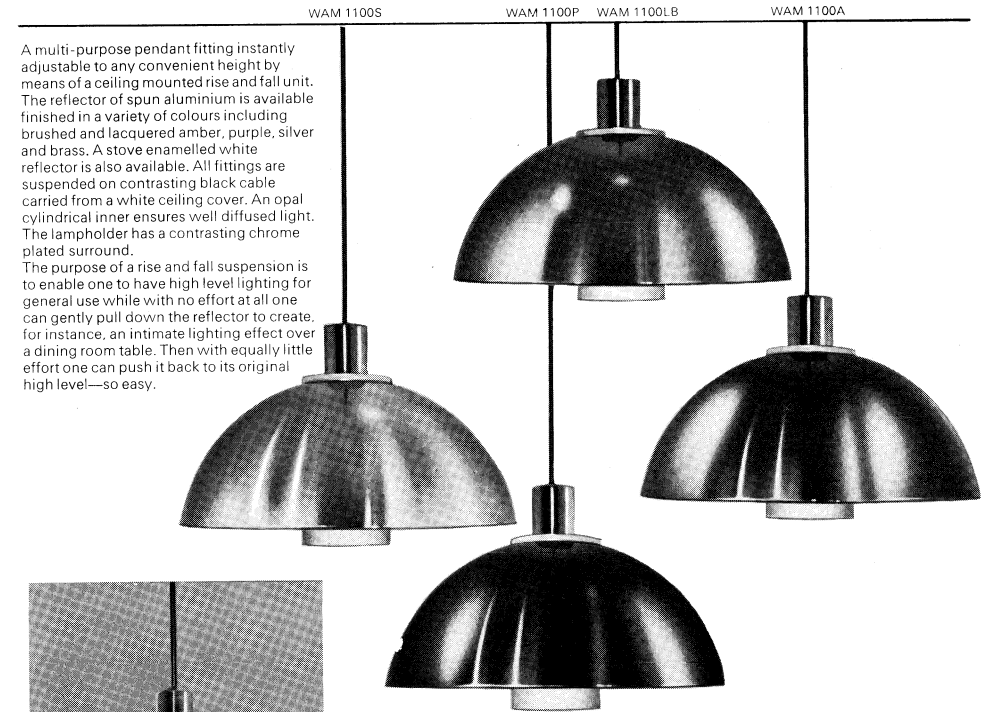 WAM 1100S WAM 1100P WAM 1100LB WAM 1100A
A multi-purpose pendant fitting instantly
adjustable to any convenient height by
means of a ceiling mounted rise and fall unit.
The reflector of spun aluminium is available
finished in a variety of colours including
brushed and lacquered amber, purple, silver
and brass. A stove enamelled white
reflector is also available. All fittings are
suspended on contrasting black cable
carried from a white ceiling cover. An opal
cylindrical inner ensures well diffused light.
The lampholder has a contrasting chrome
plated surround.
The purpose of a rise and fall suspension is
to enable one to have high level lighting for
general use while with no effort at all one
can gently pull down the reflector to create,
for instance, an intimate lighting effect over
a dining room table. Then with equally little
effort one can push it back to its original
high level—so easy.